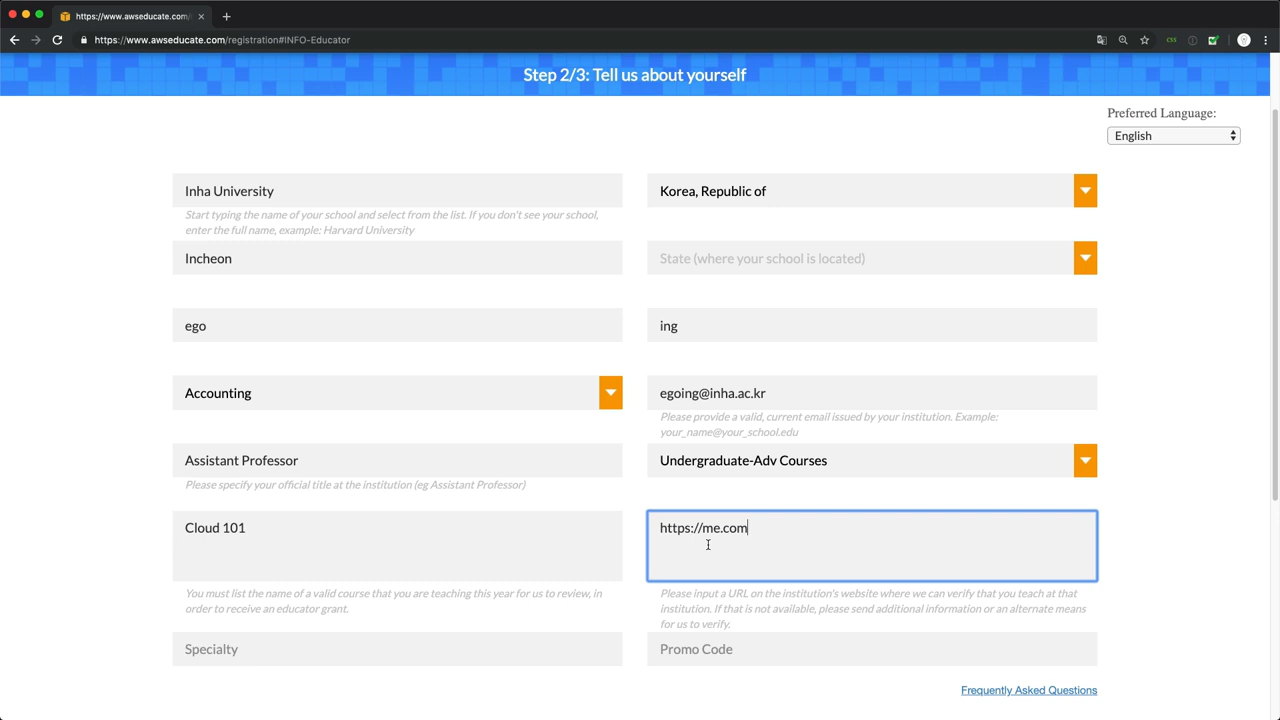 https://www.awseducate.com/
https://www.awseducate.com/registration#INFO-Educator
CSS
Step 2/3: Tell us about yourself
Preferred Language:
English
Inha University
Korea, Republic of
Start typing the name of your school and select from the list. If you don't see your school,
enter the full name, example: Harvard University
Incheon
State (where your school is located)
ego
ing
Accounting
egoing@inha.ac.kr
Please provide a valid, current email issued by your institution. Example:
your_name@your_school.edu
Assistant Professor
Undergraduate-Adv Courses
Please specify your official title at the institution (eg Assistant Professor)
Cloud 101
https://me.com
You must list the name of a valid course that you are teaching this year for us to review, in
order to receive an educator grant.
Please input a URL on the institution's website where we can verify that you teach at that
institution. If that is not available, please send additional information or an alternate means
for us to verify.
Specialty
Promo Code
Frequently Asked Questions